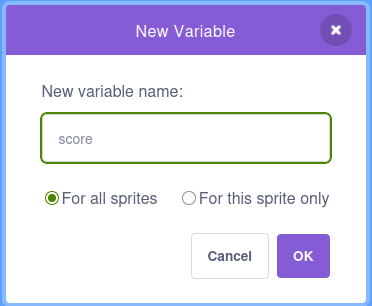 New Variable
New variable name:
score
For all sprites
For this sprite only
Cancel
OK